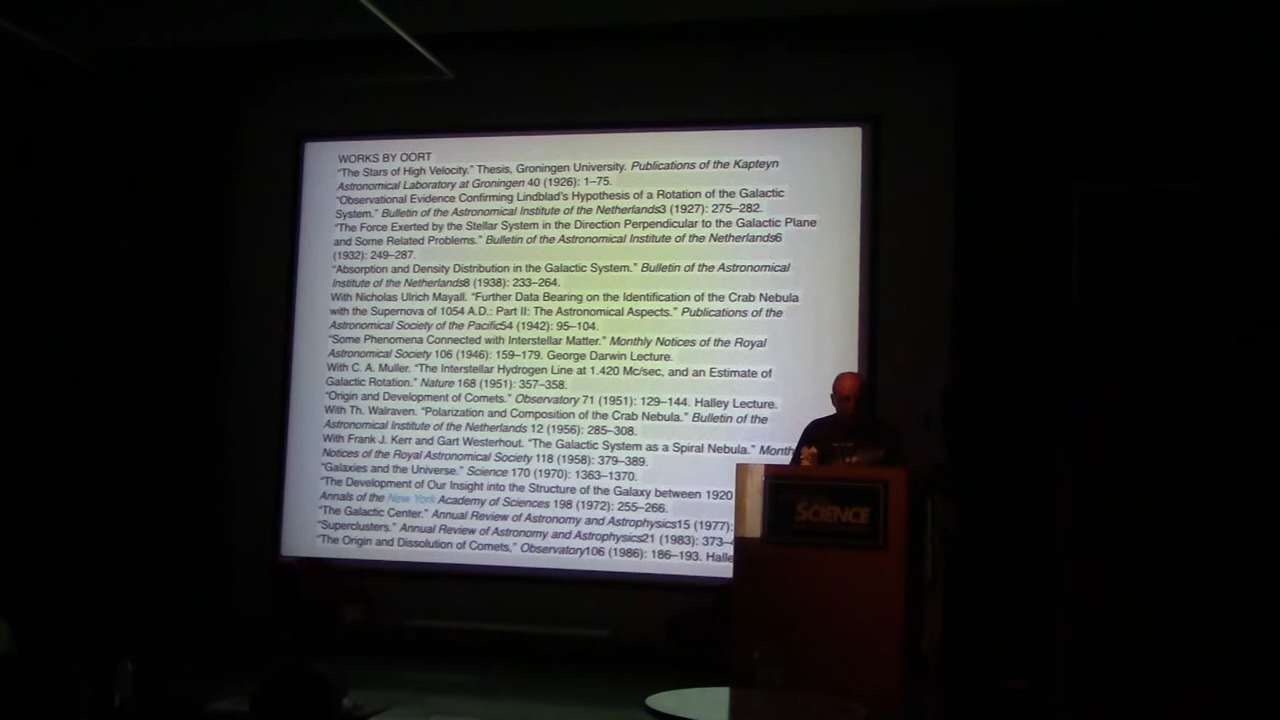 WORKS BY OORT
"The Stars of High Velocity." Thesis, Groningen University. Publications of the Kapteyn
Astronomical Laboratory at Groningen 40 (1926): 1–75.
"Observational Evidence Confirming Lindblad's Hypothesis of a Rotation of the Galactic
System." Bulletin of the Astronomical Institute of the Netherlands3 (1927): 275–282.
"The Force Exerted by the Stellar System in the Direction Perpendicular to the Galactic Plane
and Some Related Problems." Bulletin of the Astronomical Institute of the Netherlands6
(1932): 249–287.
"Absorption and Density Distribution in the Galactic System." Bulletin of the Astronomical
Institute of the Netherlands8 (1938): 233–264.
With Nicholas Ulrich Mayall. "Further Data Bearing on the Identification of the Crab Nebula
with the Supernova of 1054 A.D.: Part II: The Astronomical Aspects." Publications of the
Astronomical Society of the Pacific54 (1942): 95–104.
"Some Phenomena Connected with Interstellar Matter." Monthly Notices of the Royal
Astronomical Society 106 (1946): 159–179. George Darwin Lecture.
With C. A. Muller. "The Interstellar Hydrogen Line at 1.420 Mc/sec, and an Estimate of
Galactic Rotation." Nature 168 (1951): 357–358.
"Origin and Development of Comets." Observatory 71 (1951): 129–144. Halley Lecture.
With Th. Walraven. "Polarization and Composition of the Crab Nebula." Bulletin of the
Astronomical Institute of the Netherlands 12 (1956): 285–308.
With Frank J. Kerr and Gart Westerhout. "The Galactic System as a Spiral Nebula." Month
Notices of the Royal Astronomical Society 118 (1958): 379–389.
"Galaxies and the Universe." Science 170 (1970): 1363–1370.
"The Development of Our Insight into the Structure of the Galaxy between 1920
Annals of the New York Academy of Sciences 198 (1972): 255–266.
"The Galactic Center." Annual Review of Astronomy and Astrophysics15 (1977):
"Superclusters." Annual Review of Astronomy and Astrophysics21 (1983): 373–
"The Origin and Dissolution of Comets," Observatory106 (1986): 186–193. Halle
SCIENCE